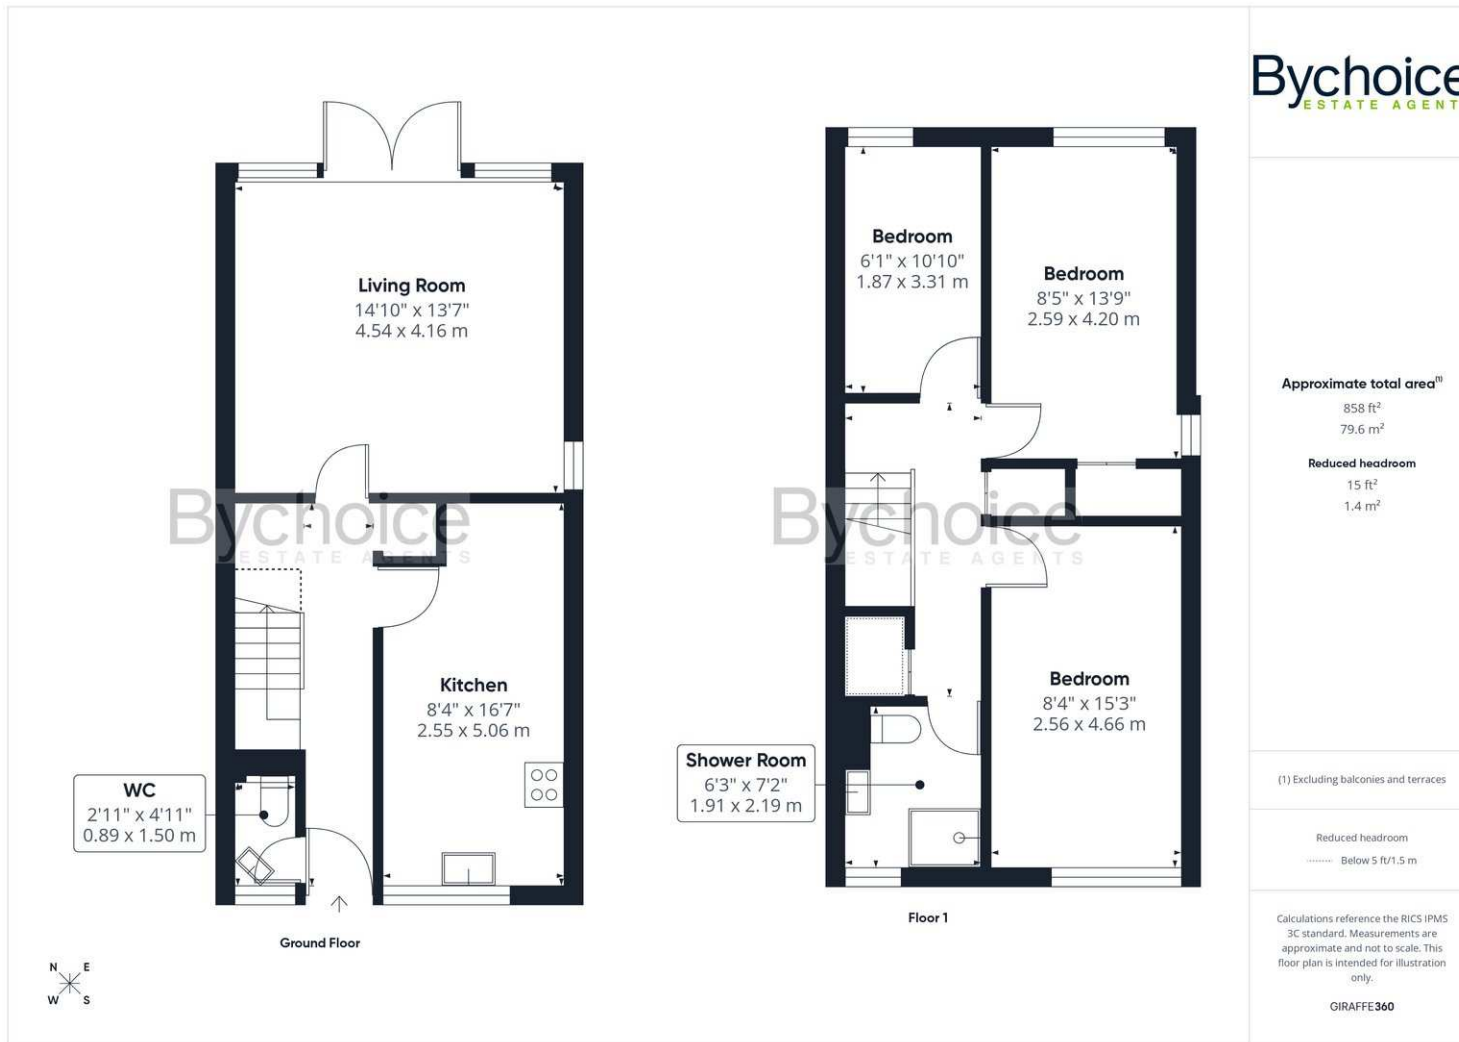 Bychoice
ESTATE AGENT
Living Room
14'10" x 13'7"
4.54 x 4.16 m
Kitchen
8'4" x 16'7"
2.55 x 5.06 m
WC
2'11" x 4'11"
0.89 x 1.50 m
Bychoice
ESTATE AGENTS
Ground Floor
Bedroom
6'1" x 10'10"
1.87 x 3.31 m
Bedroom
8'5" x 13'9"
2.59 x 4.20 m
Bedroom
8'4" x 15'3"
2.56 x 4.66 m
Shower Room
6'3" x 7'2"
1.91 x 2.19 m
Bychoice
ESTATE AGENTS
Floor 1
N E
W S
Approximate total area(1)
858 ft²
79.6 m²
Reduced headroom
15 ft²
1.4 m²
(1) Excluding balconies and terraces
Reduced headroom
Below 5 ft/1.5 m
Calculations reference the RICS IPMS
3C standard. Measurements are
approximate and not to scale. This
floor plan is intended for illustration
only.
GIRAFFE360